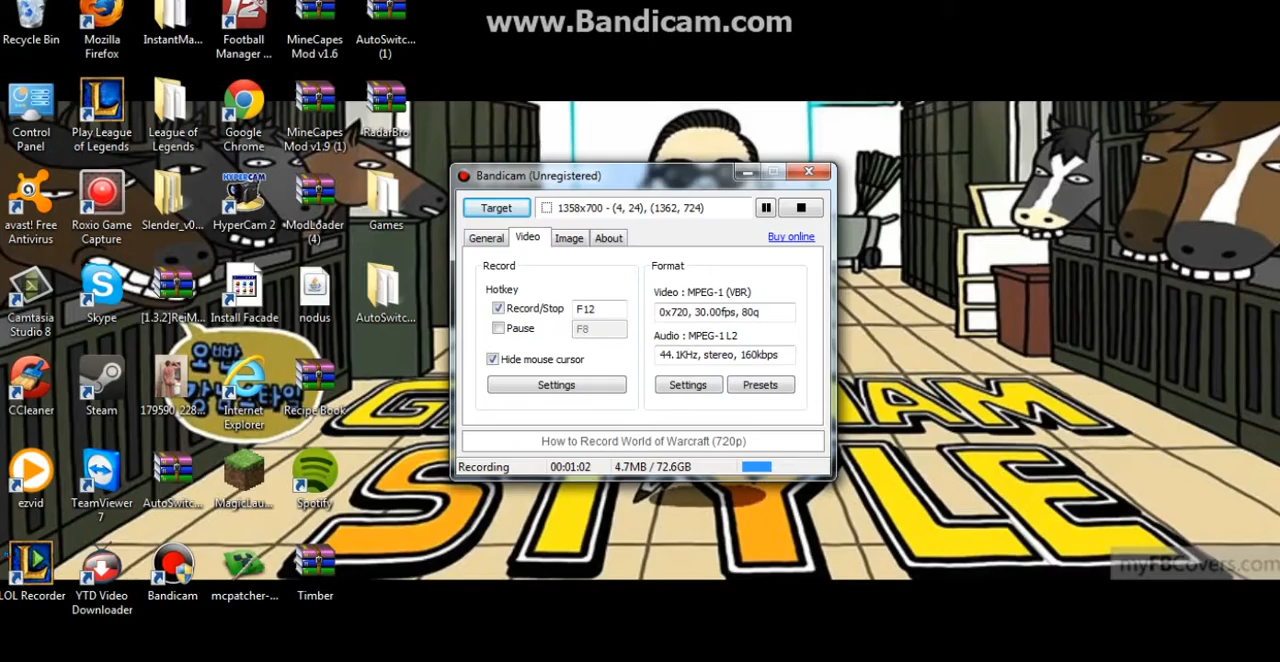 www.Bandicam.com
Recycle Bin
Mozilla
Firefox
InstantMa...
Football
Manager ...
MineCapes
Mod v1.6
AutoSwitc...
(1)
Control
Panel
Play League
of Legends
League of
Legends
Google
Chrome
MineCapes
Mod v1.9 (1)
RadarBro
avast! Free
Antivirus
Roxio Game
Capture
Slender_v0...
HyperCam 2
ModLoader
(4)
Games
Camtasia
Studio 8
Skype
[1.3.2]ReiM...
Install Facade
nodus
AutoSwitc...
CCleaner
Steam
179590_228...
Internet
Explorer
Recipe Book
ezvid
TeamViewer
7
AutoSwitc...
MagicLau...
Spotify
LOL Recorder
YTD Video
Downloader
Bandicam
mcpatcher-...
Timber
Bandicam (Unregistered)
Target
1358x700 - (4, 24), (1362, 724)
General
Video
Image
About
Buy online
Record
Hotkey
Record/Stop
F12
Pause
F8
Hide mouse cursor
Settings
Format
Video : MPEG-1 (VBR)
0x720, 30.00fps, 80q
Audio : MPEG-1 L2
44.1KHz, stereo, 160kbps
Settings
Presets
How to Record World of Warcraft (720p)
Recording
00:01:02
4.7MB / 72.6GB
오빤
STYLE
myFBCovers.com